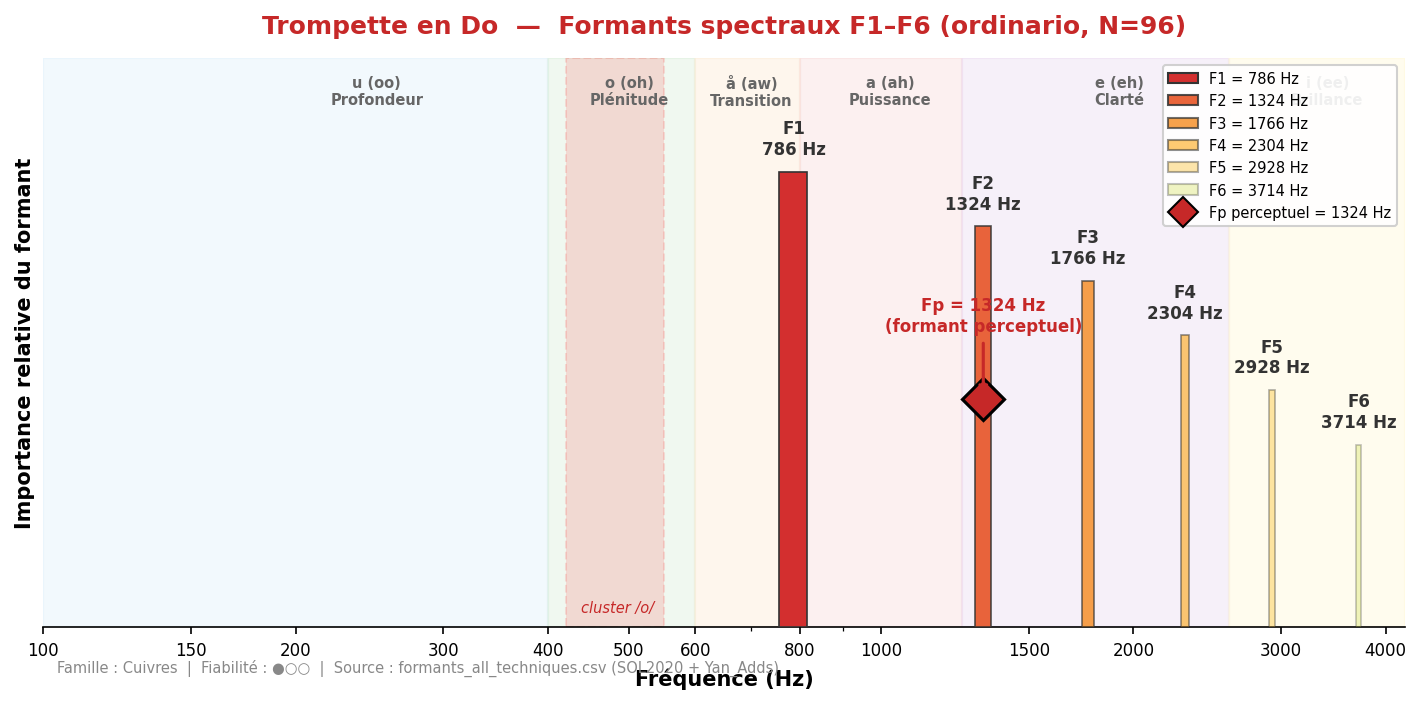 Trompette en Do — Formants spectraux F1–F6 (ordinario, N=96)
u (oo)
Profondeur
o (oh)
Plénitude
å (aw)
Transition
a (ah)
Puissance
e (eh)
Clarté
i (ee)
F1 = 786 Hz
F2 = 1324 Hz
F3 = 1766 Hz
F4 = 2304 Hz
F5 = 2928 Hz
F6 = 3714 Hz
Fp perceptuel = 1324 Hz
F1
786 Hz
F2
1324 Hz
F3
1766 Hz
F4
2304 Hz
F5
2928 Hz
F6
3714 Hz
Fp = 1324 Hz
(formant perceptuel)
cluster /o/
Importance relative du formant
100 150 200 300 400 500 600 800 1000 1500 2000 3000 4000
Famille : Cuivres | Fiabilité : ●○○ | Source : formants_all_techniques.csv (SOL2020 + Yan_Adds)
Fréquence (Hz)